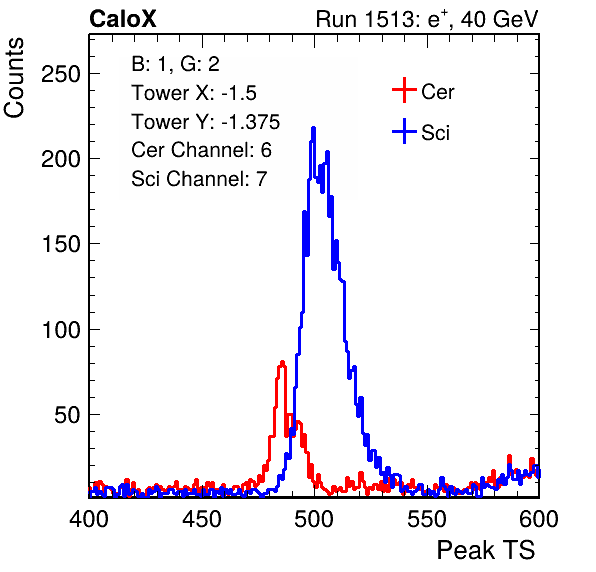 CaloX Run 1513: e⁺, 40 GeV
Counts
B: 1, G: 2
Tower X: -1.5
Tower Y: -1.375
Cer Channel: 6
Sci Channel: 7
Cer
Sci
250
200
150
100
50
400 450 500 550 600
Peak TS